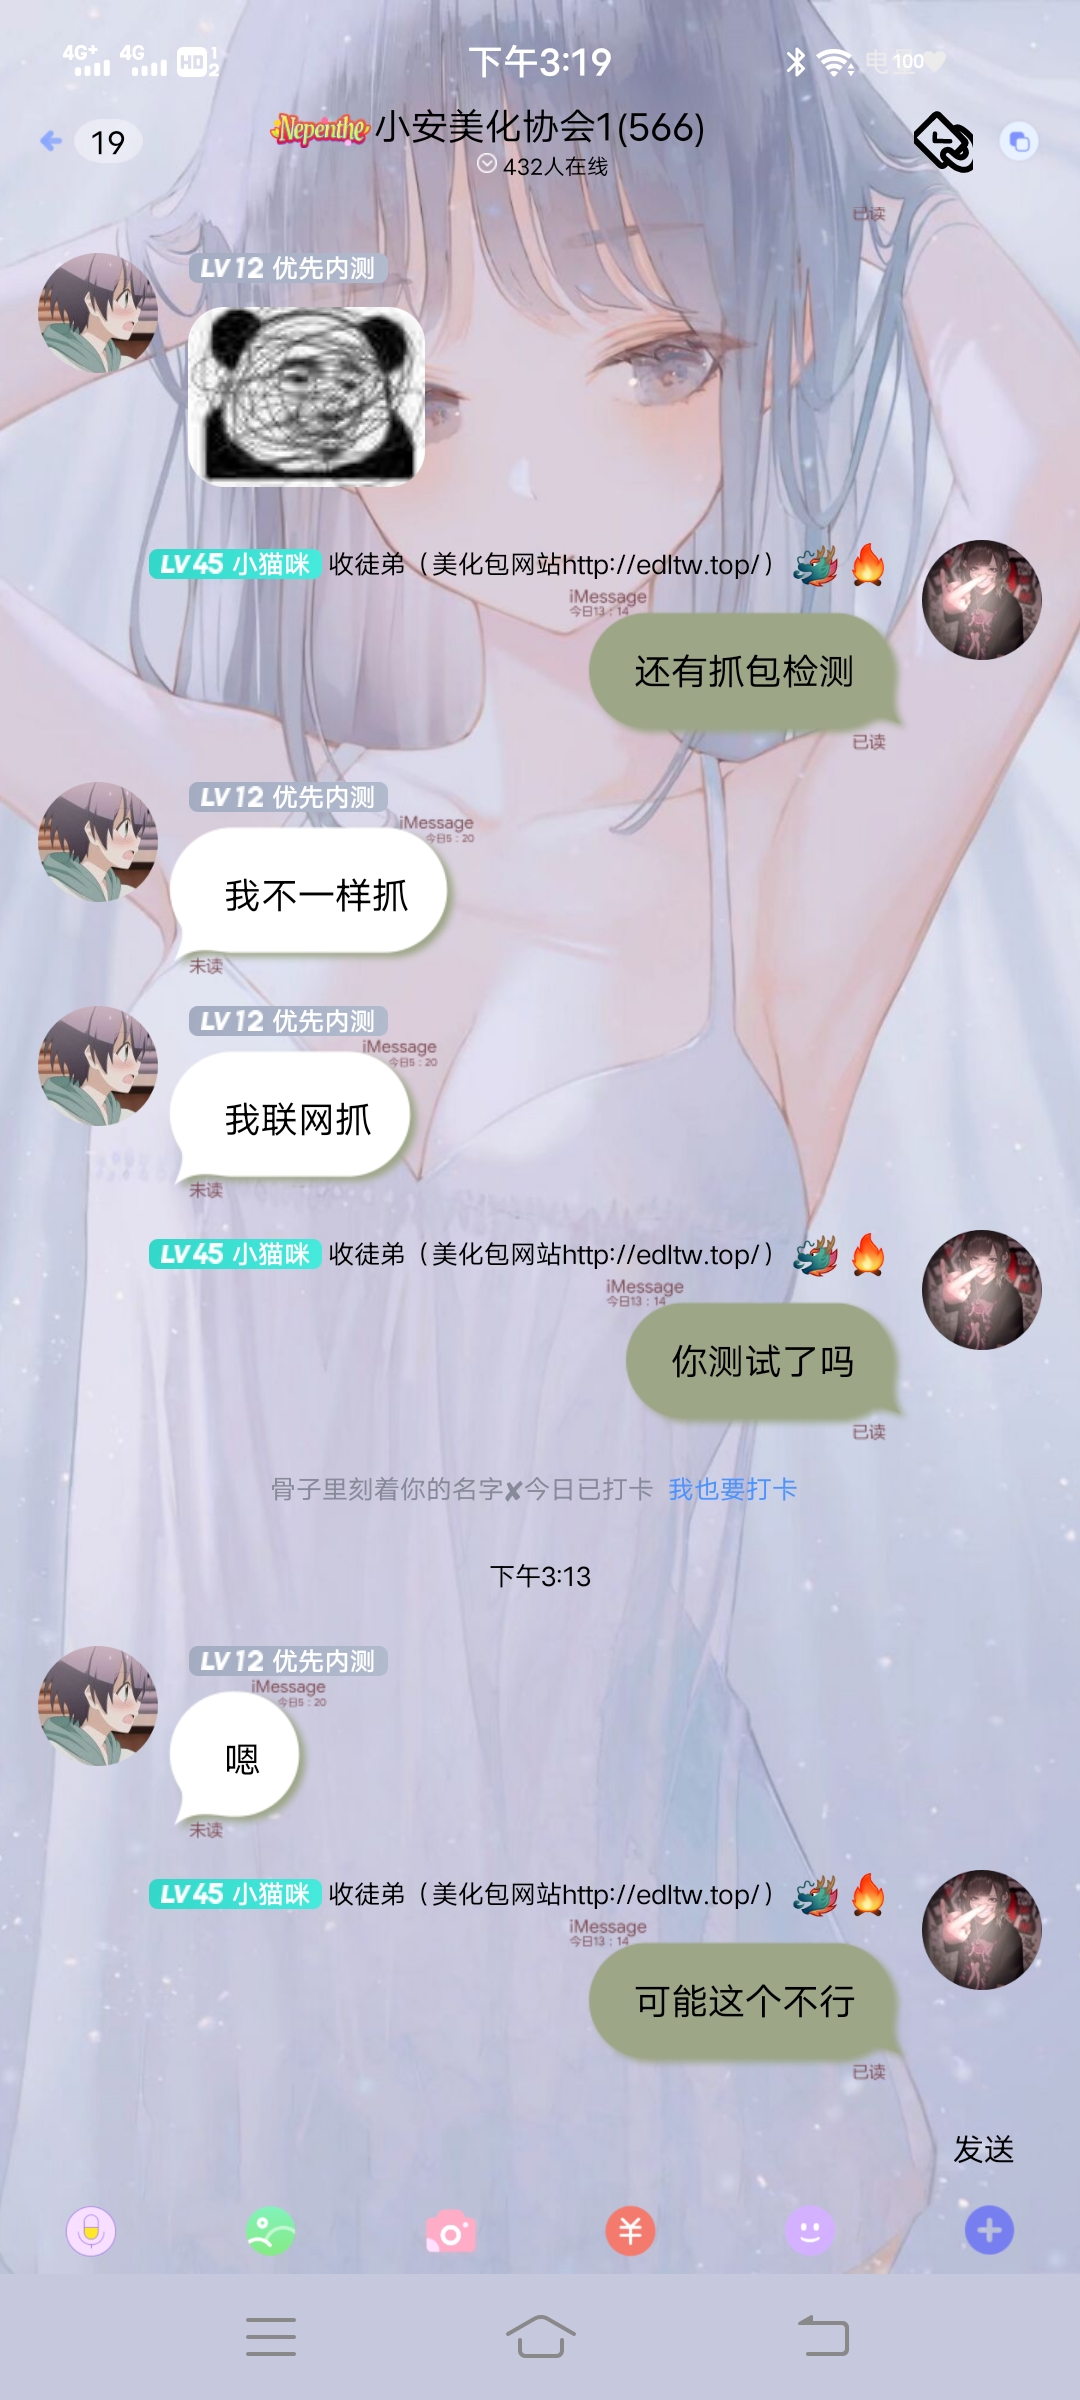 4G+ 4G HD 1 2 下午3:19 电量 100
19 Nepenthe 小安美化协会1(566)
432人在线
已读
LV12 优先内测
LV45 小猫咪 收徒弟（美化包网站http://edltw.top/）🐲🔥
iMessage
今日13：14
还有抓包检测
已读
LV12 优先内测
iMessage
今日5：20
我不一样抓
未读
LV12 优先内测
iMessage
今日5：20
我联网抓
未读
LV45 小猫咪 收徒弟（美化包网站http://edltw.top/）🐲🔥
iMessage
今日13：14
你测试了吗
已读
骨子里刻着你的名字✘今日已打卡 我也要打卡
下午3:13
LV12 优先内测
iMessage
今日5：20
嗯
未读
LV45 小猫咪 收徒弟（美化包网站http://edltw.top/）🐲🔥
iMessage
今日13：14
可能这个不行
已读
发送